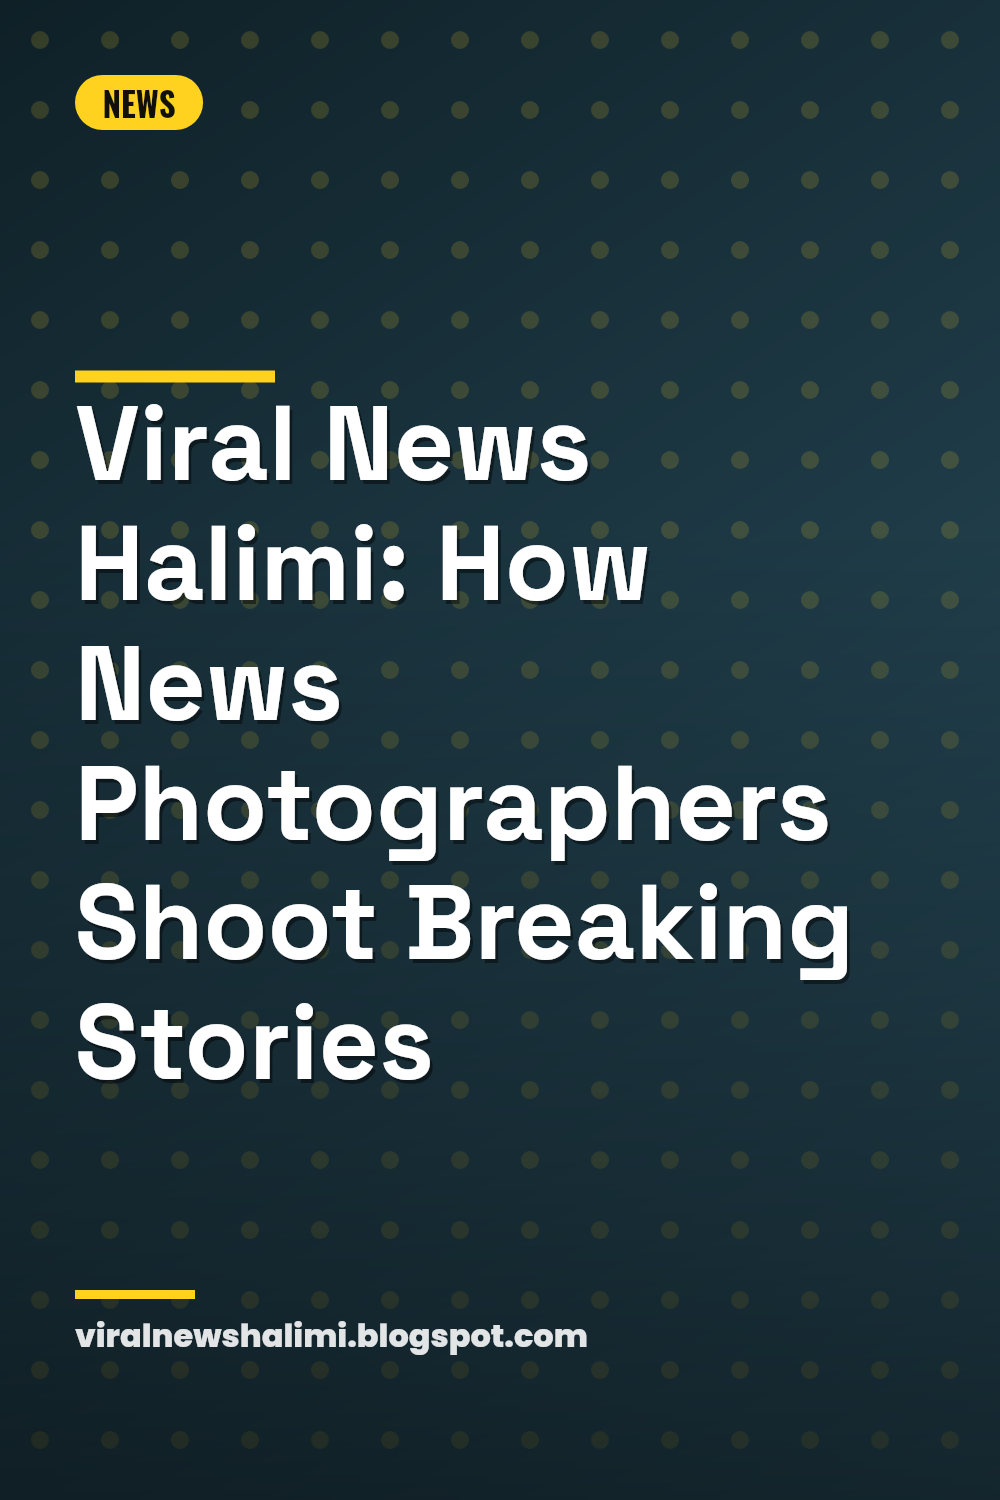 NEWS
Viral News
Halimi: How
News
Photographers
Shoot Breaking
Stories
viralnewshalimi.blogspot.com